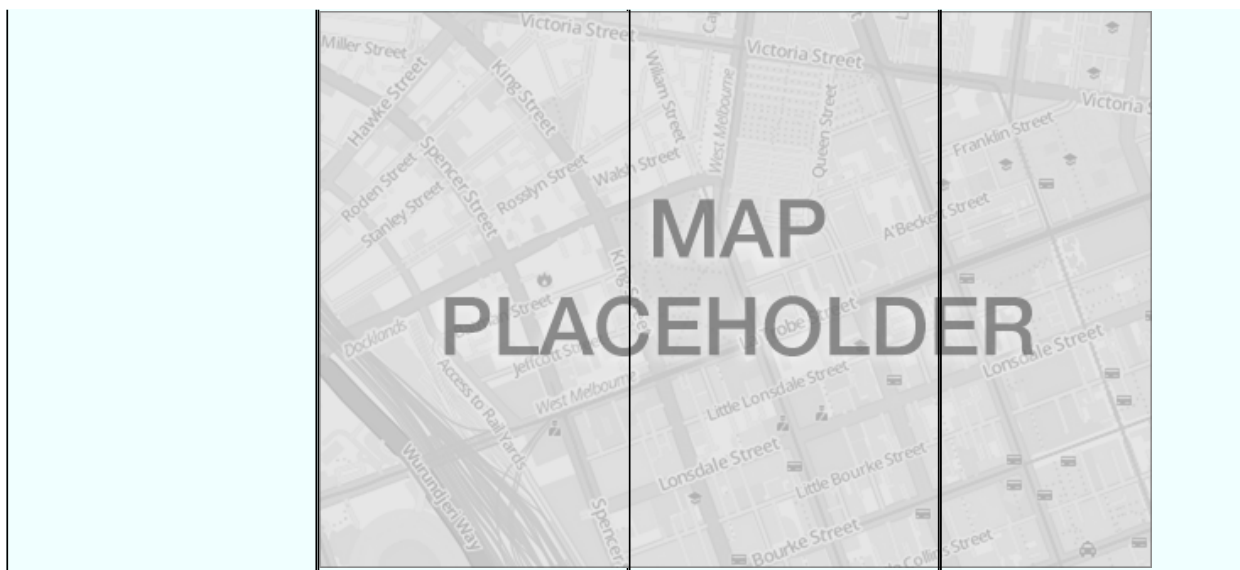 Victoria Street
Miller Street
Victoria Street
Hawke Street
King Street
William Street
West Melbourne
Queen Street
Victoria
Franklin Street
Spencer Street
Roden Street
Stanley Street
Rosslyn Street
Walsh Street
MAP
A'Beckett Street
King
Street
PLACEHOLDER
Docklands
Jeffcott Street
Lonsdale Street
Access to Rail Yards
West Melbourne
Little Lonsdale Street
Wurundjeri Way
Lonsdale Street
Little Bourke Street
Spencer
Bourke Street
Collins Street